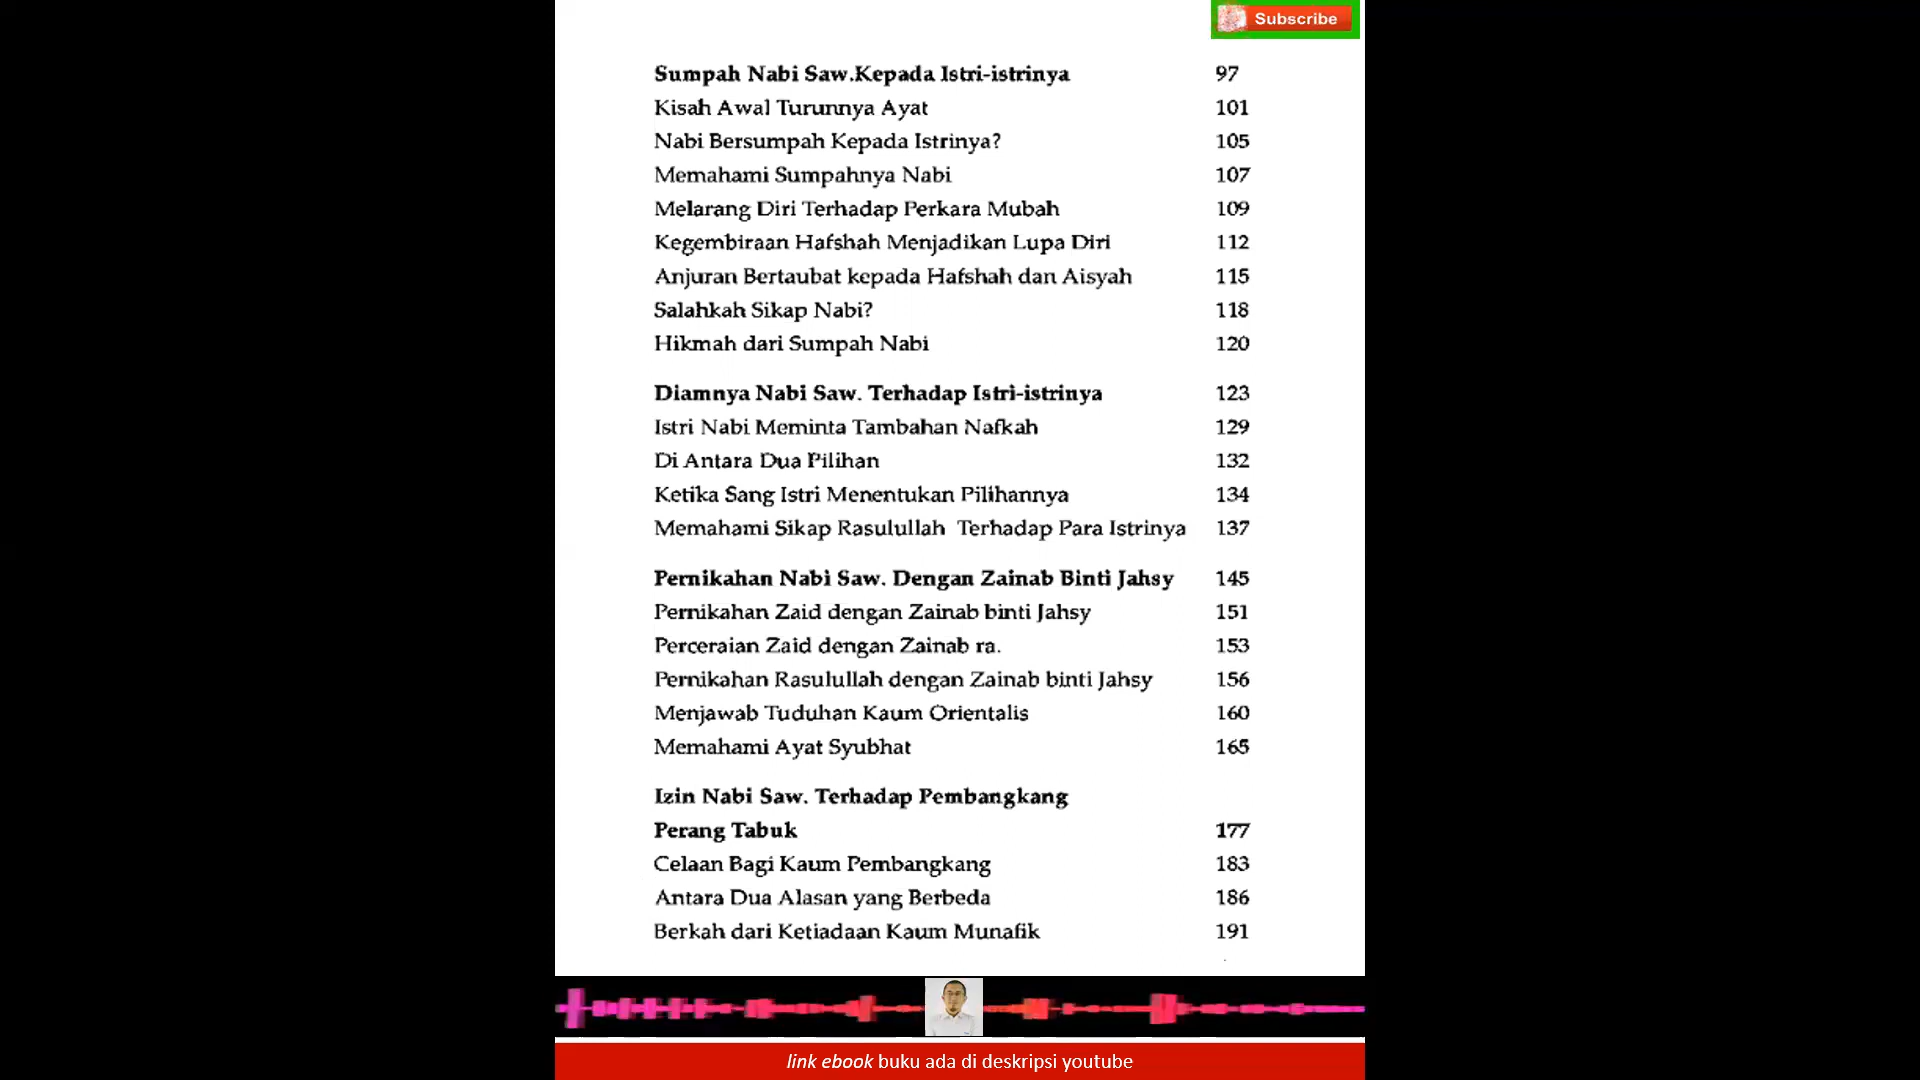 Subscribe
Sumpah Nabi Saw.Kepada Istri-istrinya 97
Kisah Awal Turunnya Ayat 101
Nabi Bersumpah Kepada Istrinya? 105
Memahami Sumpahnya Nabi 107
Melarang Diri Terhadap Perkara Mubah 109
Kegembiraan Hafshah Menjadikan Lupa Diri 112
Anjuran Bertaubat kepada Hafshah dan Aisyah 115
Salahkah Sikap Nabi? 118
Hikmah dari Sumpah Nabi 120
Diamnya Nabi Saw. Terhadap Istri-istrinya 123
Istri Nabi Meminta Tambahan Nafkah 129
Di Antara Dua Pilihan 132
Ketika Sang Istri Menentukan Pilihannya 134
Memahami Sikap Rasulullah Terhadap Para Istrinya 137
Pernikahan Nabi Saw. Dengan Zainab Binti Jahsy 145
Pernikahan Zaid dengan Zainab binti Jahsy 151
Perceraian Zaid dengan Zainab ra. 153
Pernikahan Rasulullah dengan Zainab binti Jahsy 156
Menjawab Tuduhan Kaum Orientalis 160
Memahami Ayat Syubhat 165
Izin Nabi Saw. Terhadap Pembangkang
Perang Tabuk 177
Celaan Bagi Kaum Pembangkang 183
Antara Dua Alasan yang Berbeda 186
Berkah dari Ketiadaan Kaum Munafik 191
link ebook buku ada di deskripsi youtube